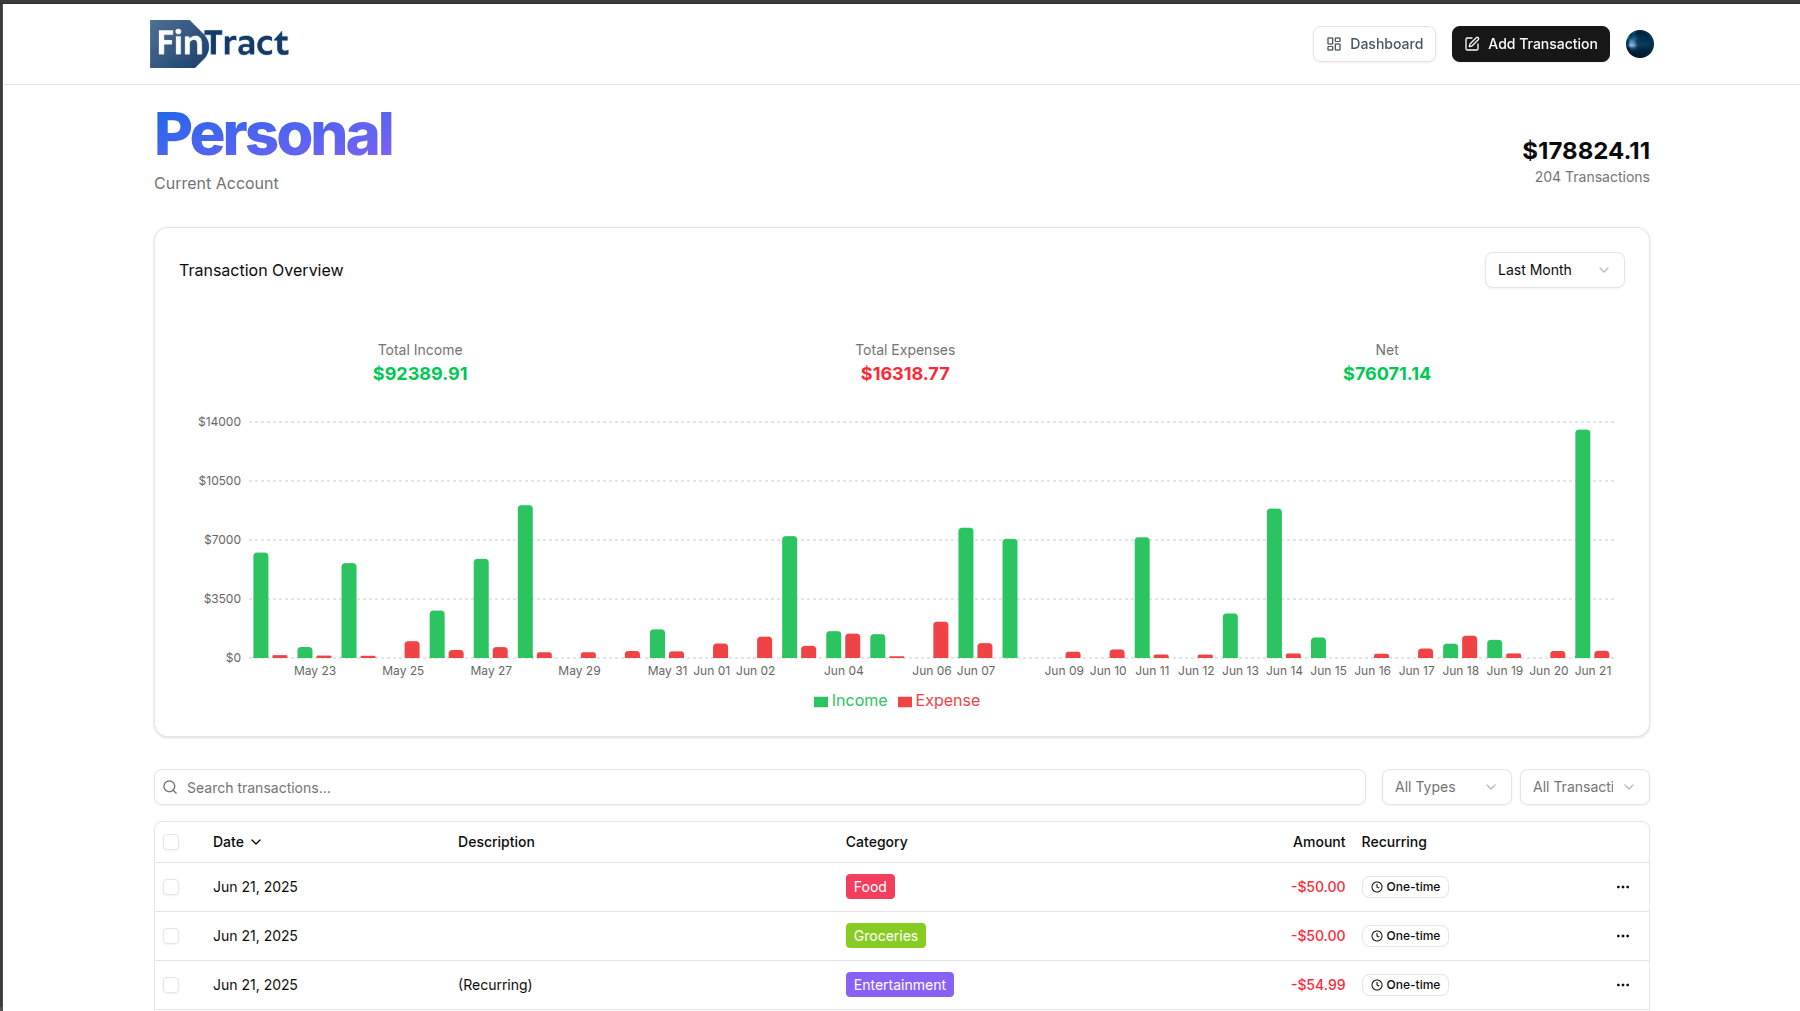 FinTract
Dashboard
Add Transaction
Personal
Current Account
$178824.11
204 Transactions
Transaction Overview
Last Month
Total Income
$92389.91
Total Expenses
$16318.77
Net
$76071.14
$14000
$10500
$7000
$3500
$0
May 23 May 25 May 27 May 29 May 31 Jun 01 Jun 02 Jun 04 Jun 06 Jun 07 Jun 09 Jun 10 Jun 11 Jun 12 Jun 13 Jun 14 Jun 15 Jun 16 Jun 17 Jun 18 Jun 19 Jun 20 Jun 21
Income Expense
Search transactions...
All Types
All Transacti
Date Description Category Amount Recurring
Jun 21, 2025 Food -$50.00 One-time
Jun 21, 2025 Groceries -$50.00 One-time
Jun 21, 2025 (Recurring) Entertainment -$54.99 One-time